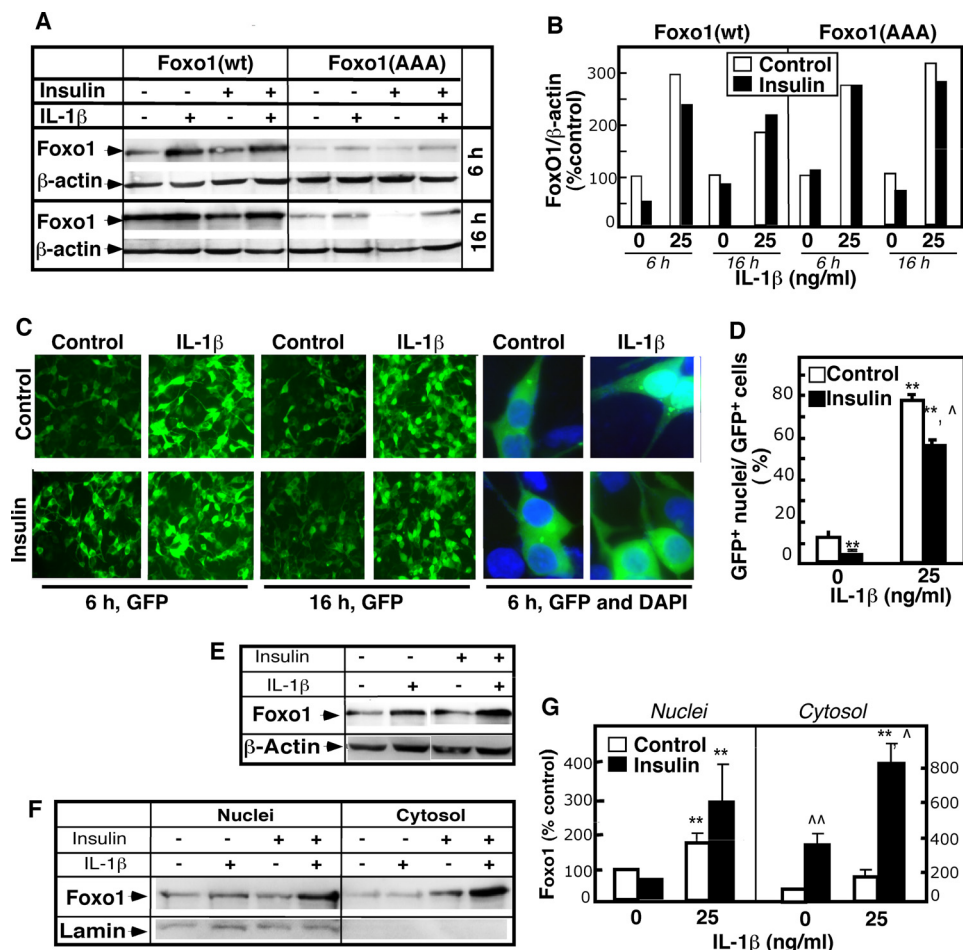 A
Foxo1(wt) Foxo1(AAA)
Insulin - - + + - - + +
IL-1β - + - + - + - +
Foxo1
β-actin
6 h
Foxo1
β-actin
16 h
B
Foxo1(wt) Foxo1(AAA)
Control
Insulin
FoxO1/β-actin
(%control)
300
200
100
0
0 25 0 25 0 25 0 25
6 h 16 h 6 h 16 h
IL-1β (ng/ml)
C
Control IL-1β Control IL-1β Control IL-1β
Control
Insulin
6 h, GFP 16 h, GFP 6 h, GFP and DAPI
D
Control
Insulin
GFP+ nuclei/ GFP+ cells
( %)
80
60
40
20
0
** ** **, ^
0 25
IL-1β (ng/ml)
E
Insulin - - + +
IL-1β - + - +
Foxo1
β-Actin
F
Nuclei Cytosol
Insulin - - + + - - + +
IL-1β - + - + - + - +
Foxo1
Lamin
G
Nuclei Cytosol
Control
Insulin
Foxo1 (% control)
400
300
200
100
0
** ** ^^ **, ^
800
600
400
200
0
0 25 0 25
IL-1β (ng/ml)